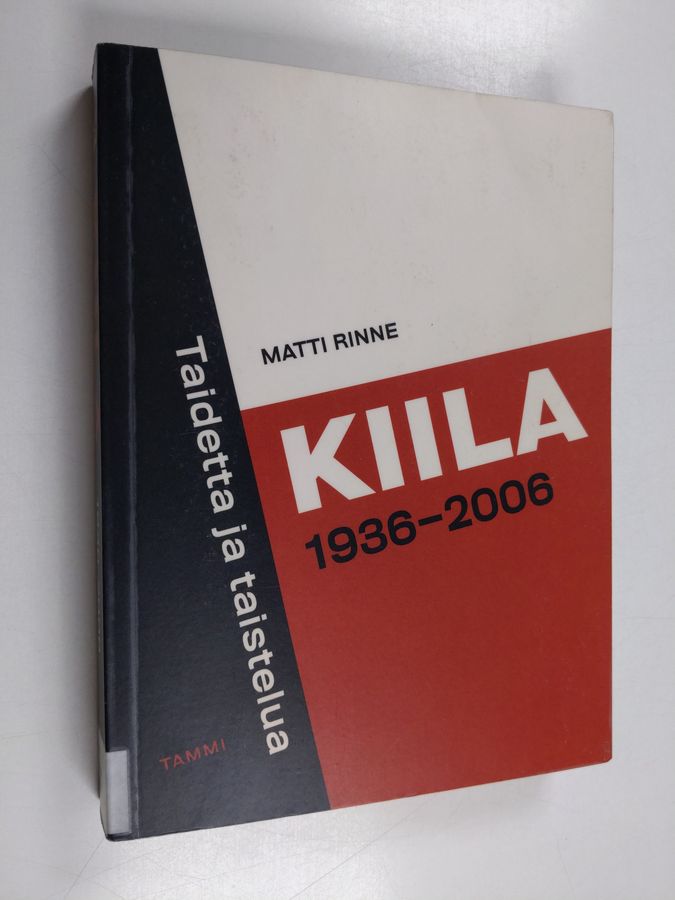 MATTI RINNE
KIILA
1936–2006
Taidetta ja taistelua
TAMMI